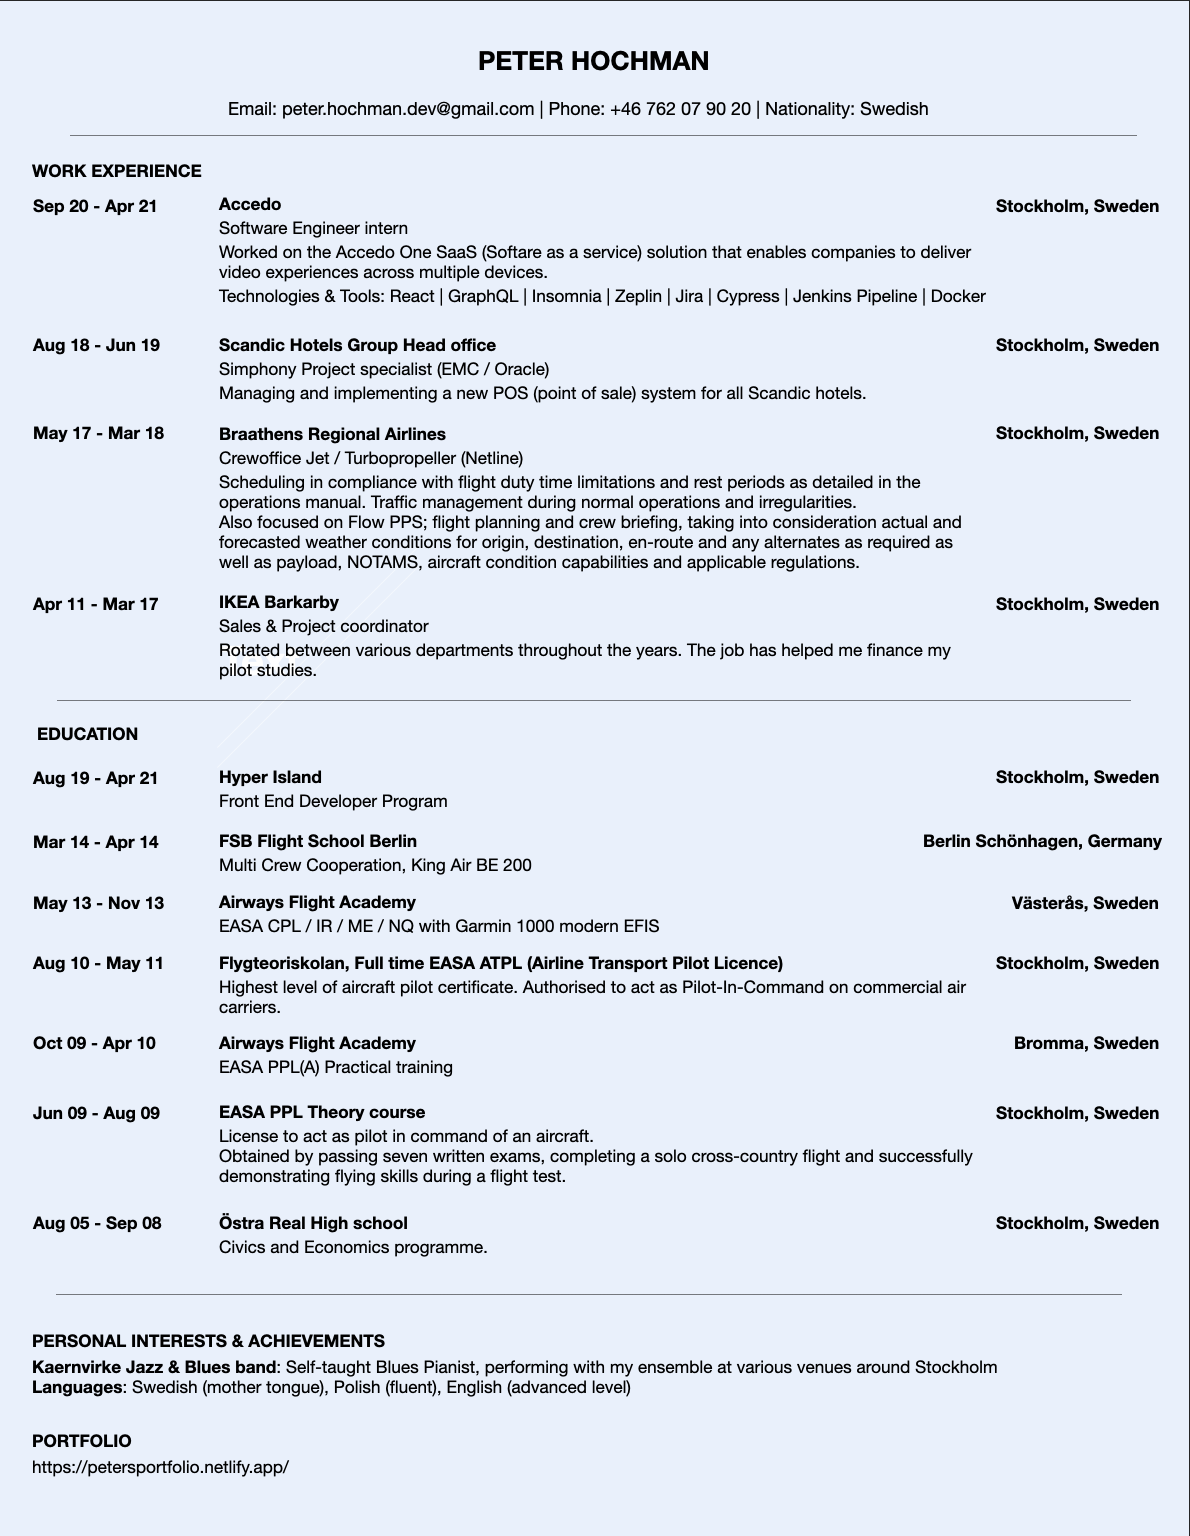 PETER HOCHMAN
Email: peter.hochman.dev@gmail.com | Phone: +46 762 07 90 20 | Nationality: Swedish
WORK EXPERIENCE
Sep 20 - Apr 21 Accedo Stockholm, Sweden
Software Engineer intern
Worked on the Accedo One SaaS (Softare as a service) solution that enables companies to deliver
video experiences across multiple devices.
Technologies & Tools: React | GraphQL | Insomnia | Zeplin | Jira | Cypress | Jenkins Pipeline | Docker
Aug 18 - Jun 19 Scandic Hotels Group Head office Stockholm, Sweden
Simphony Project specialist (EMC / Oracle)
Managing and implementing a new POS (point of sale) system for all Scandic hotels.
May 17 - Mar 18 Braathens Regional Airlines Stockholm, Sweden
Crewoffice Jet / Turbopropeller (Netline)
Scheduling in compliance with flight duty time limitations and rest periods as detailed in the
operations manual. Traffic management during normal operations and irregularities.
Also focused on Flow PPS; flight planning and crew briefing, taking into consideration actual and
forecasted weather conditions for origin, destination, en-route and any alternates as required as
well as payload, NOTAMS, aircraft condition capabilities and applicable regulations.
Apr 11 - Mar 17 IKEA Barkarby Stockholm, Sweden
Sales & Project coordinator
Rotated between various departments throughout the years. The job has helped me finance my
pilot studies.
EDUCATION
Aug 19 - Apr 21 Hyper Island Stockholm, Sweden
Front End Developer Program
Mar 14 - Apr 14 FSB Flight School Berlin Berlin Schönhagen, Germany
Multi Crew Cooperation, King Air BE 200
May 13 - Nov 13 Airways Flight Academy Västerås, Sweden
EASA CPL / IR / ME / NQ with Garmin 1000 modern EFIS
Aug 10 - May 11 Flygteoriskolan, Full time EASA ATPL (Airline Transport Pilot Licence) Stockholm, Sweden
Highest level of aircraft pilot certificate. Authorised to act as Pilot-In-Command on commercial air
carriers.
Oct 09 - Apr 10 Airways Flight Academy Bromma, Sweden
EASA PPL(A) Practical training
Jun 09 - Aug 09 EASA PPL Theory course Stockholm, Sweden
License to act as pilot in command of an aircraft.
Obtained by passing seven written exams, completing a solo cross-country flight and successfully
demonstrating flying skills during a flight test.
Aug 05 - Sep 08 Östra Real High school Stockholm, Sweden
Civics and Economics programme.
PERSONAL INTERESTS & ACHIEVEMENTS
Kaernvirke Jazz & Blues band: Self-taught Blues Pianist, performing with my ensemble at various venues around Stockholm
Languages: Swedish (mother tongue), Polish (fluent), English (advanced level)
PORTFOLIO
https://petersportfolio.netlify.app/